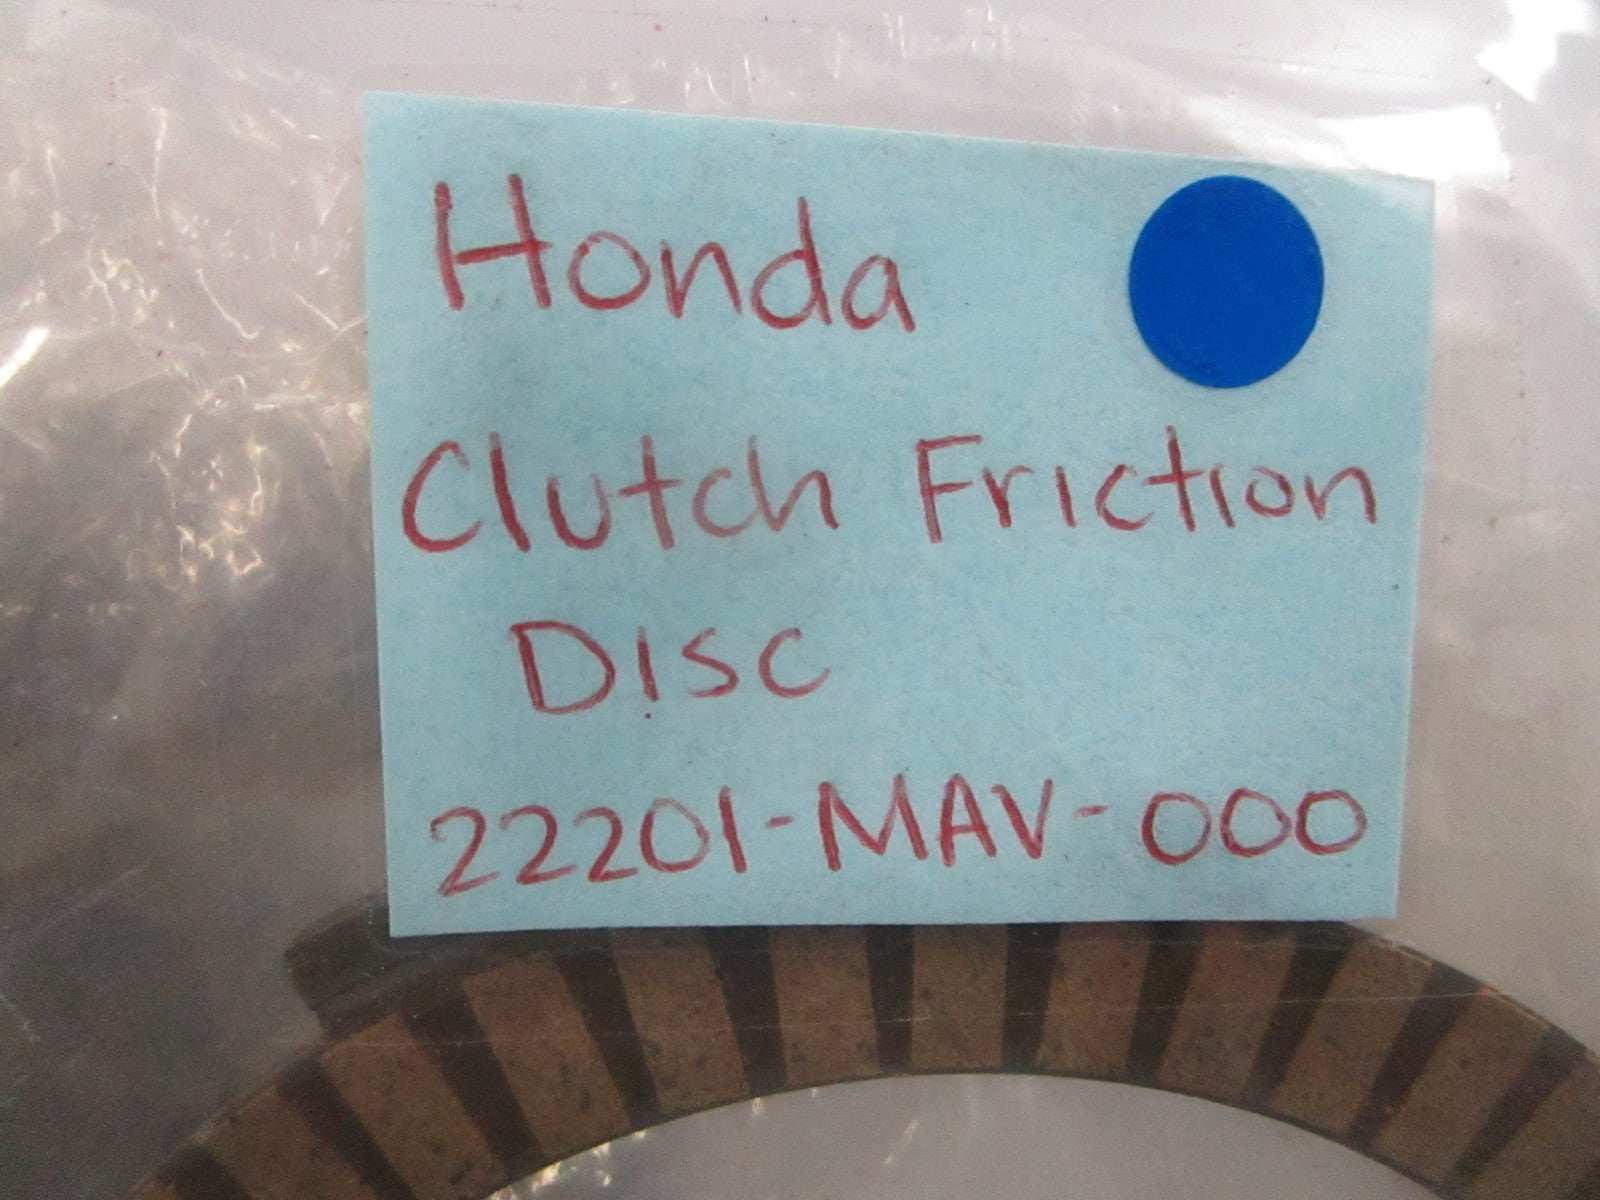 Honda
Clutch Friction
Disc
22201-MAV-000